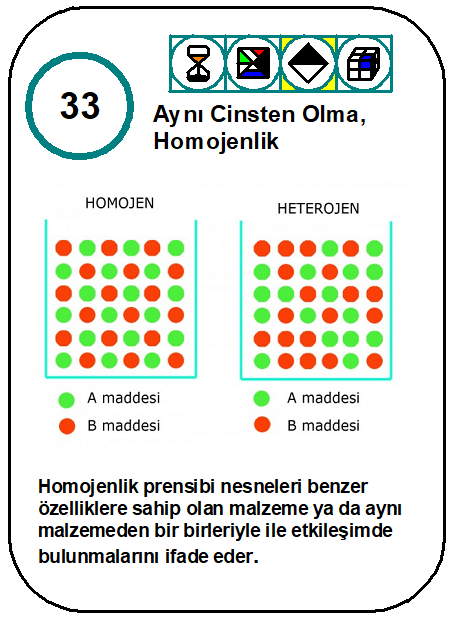 33
Aynı Cinsten Olma,
Homojenlik
HOMOJEN
HETEROJEN
A maddesi
B maddesi
A maddesi
B maddesi
Homojenlik prensibi nesneleri benzer
özelliklere sahip olan malzeme ya da aynı
malzemeden bir birleriyle ile etkileşimde
bulunmalarını ifade eder.